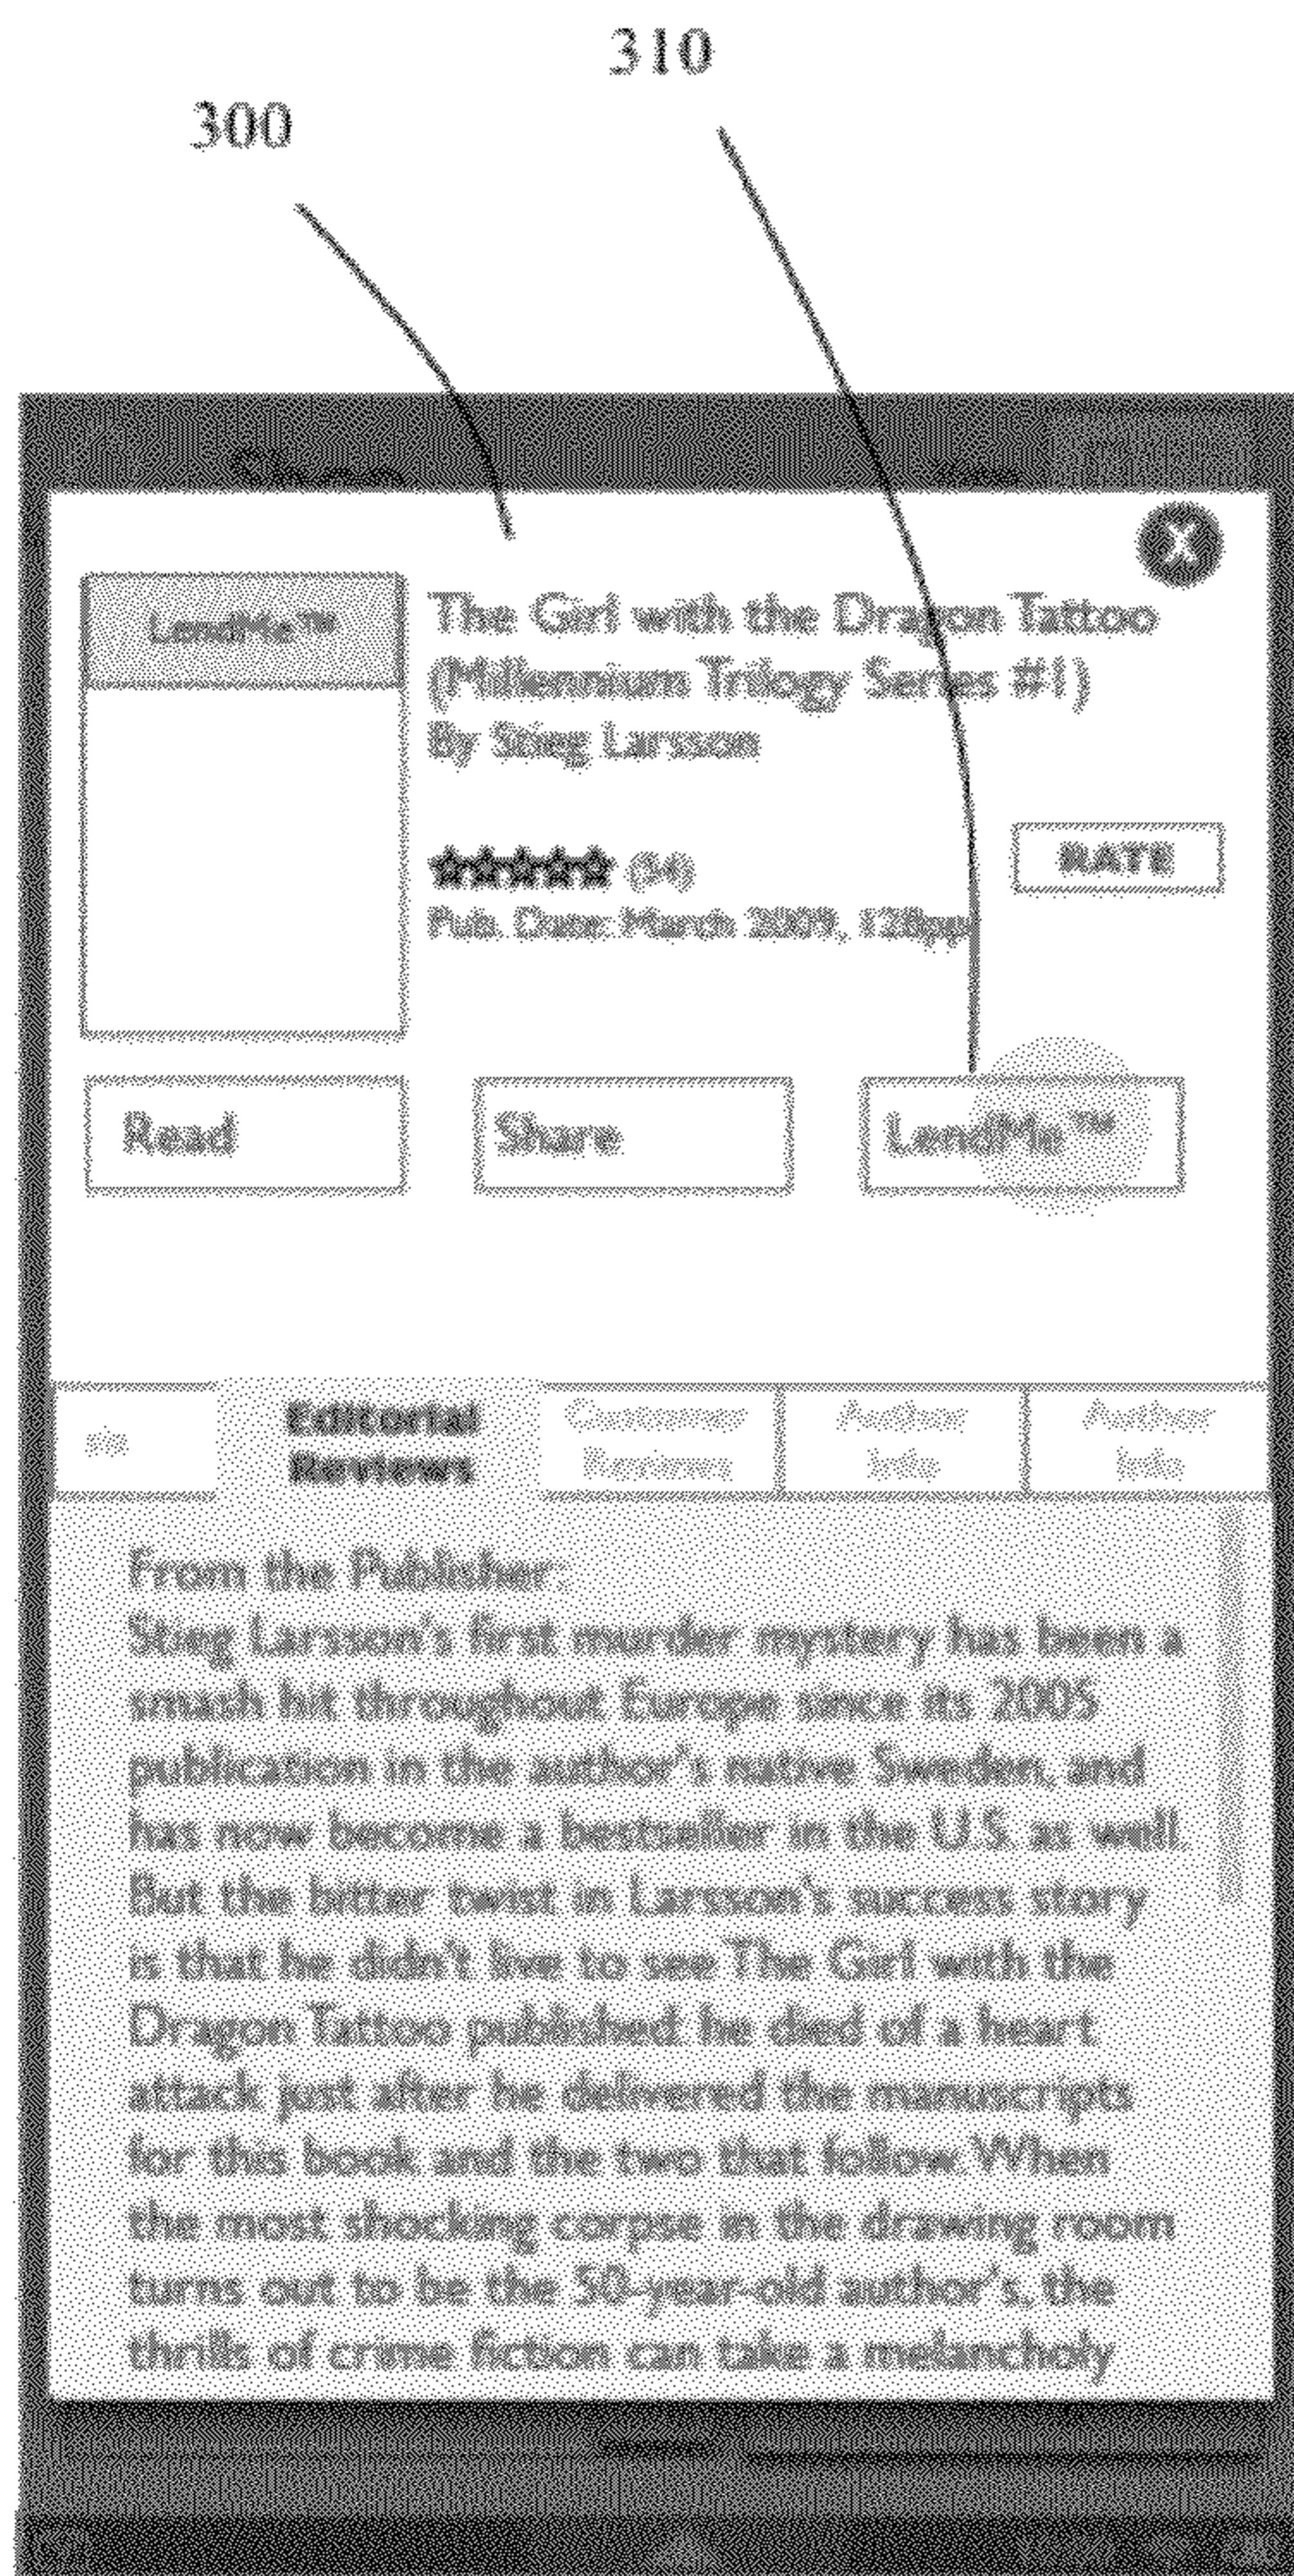 310
300
X
LendMe™
The Girl with the Dragon Tattoo
(Millennium Trilogy Series #1)
By Stieg Larsson
RATE
☆☆☆☆☆ (14)
Pub. Date: March 2009, 128pp
Read
Share
LendMe™
sis
Editorial
Reviews
Customer
Reviews
Author
Info
Author
Info
From the Publisher:
Stieg Larsson's first murder mystery has been a
smash hit throughout Europe since its 2005
publication in the author's native Sweden, and
has now become a bestseller in the U.S. as well.
But the bitter twist in Larsson's success story
is that he didn't live to see The Girl with the
Dragon Tattoo published he died of a heart
attack just after he delivered the manuscripts
for this book and the two that follow. When
the most shocking corpse in the drawing room
turns out to be the 50-year-old author's, the
thrills of crime fiction can take a melancholy